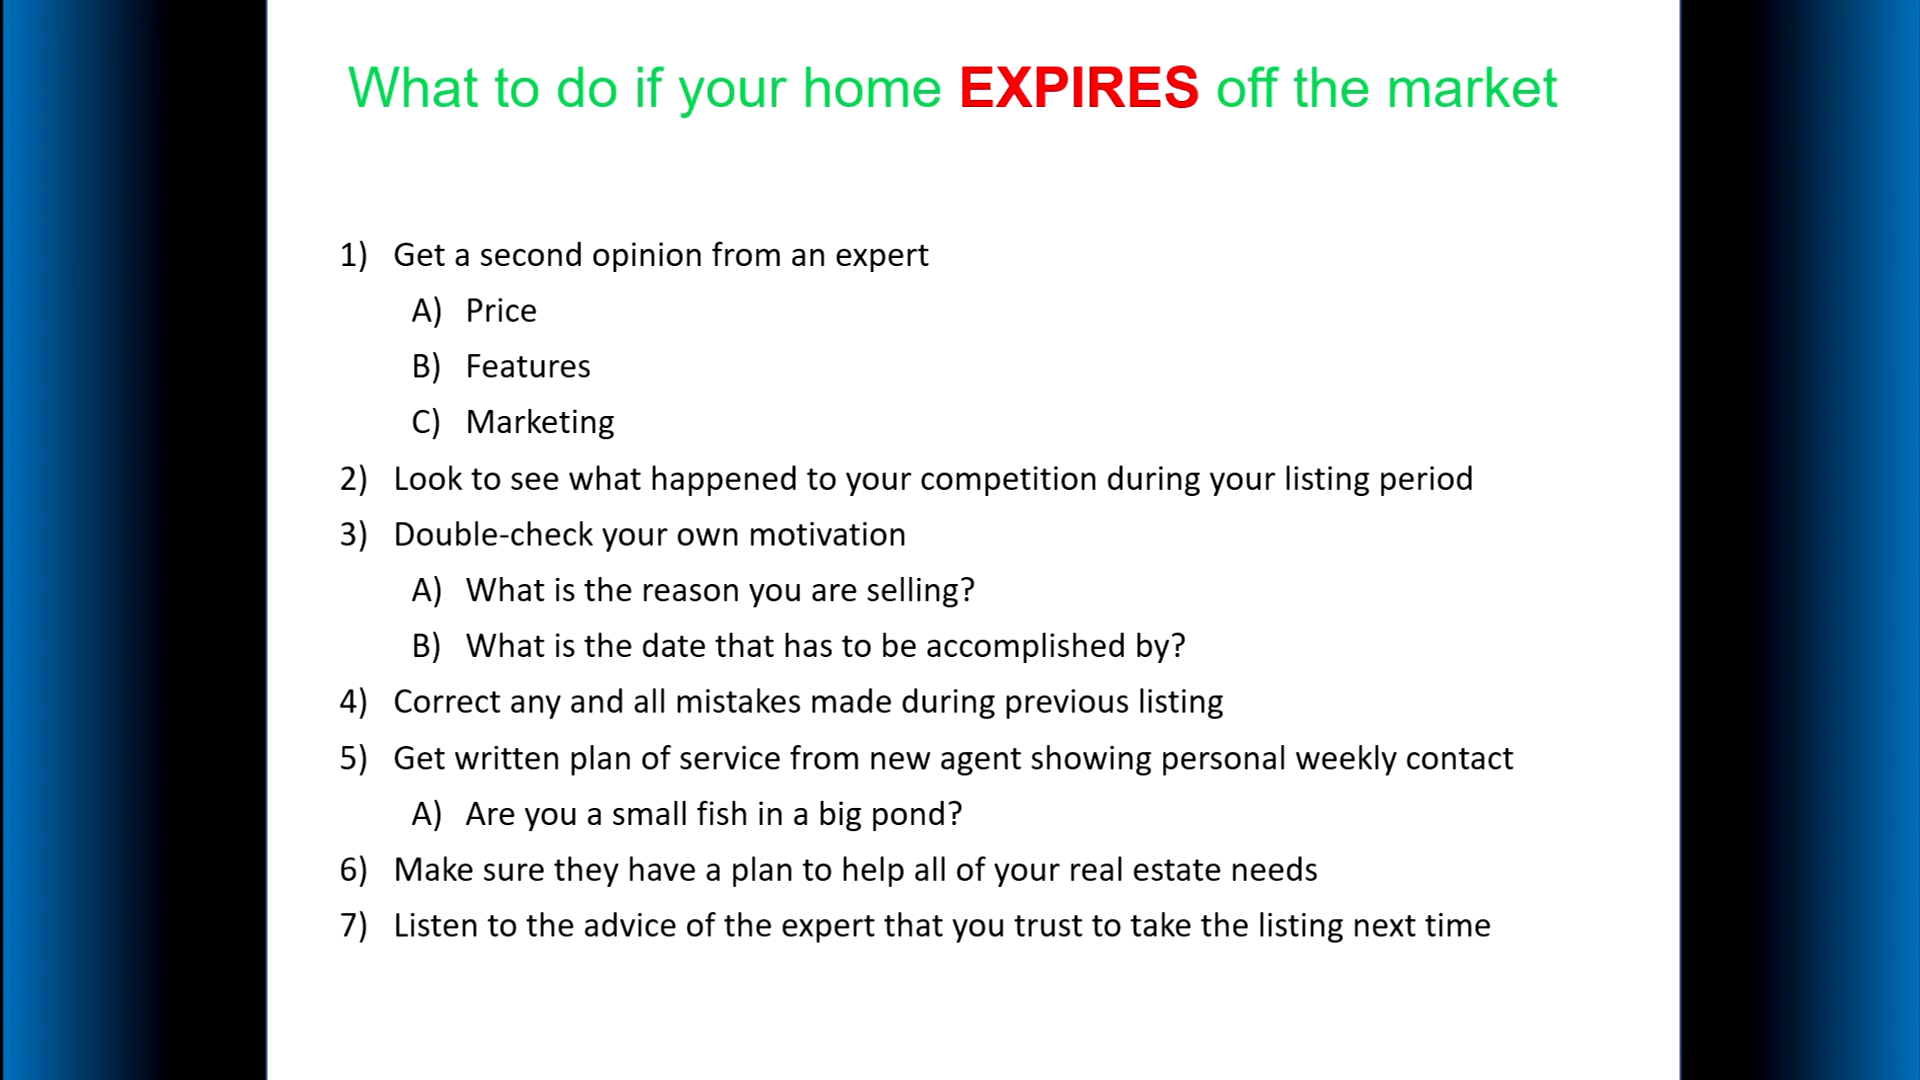 What to do if your home EXPIRES off the market
1) Get a second opinion from an expert
A) Price
B) Features
C) Marketing
2) Look to see what happened to your competition during your listing period
3) Double-check your own motivation
A) What is the reason you are selling?
B) What is the date that has to be accomplished by?
4) Correct any and all mistakes made during previous listing
5) Get written plan of service from new agent showing personal weekly contact
A) Are you a small fish in a big pond?
6) Make sure they have a plan to help all of your real estate needs
7) Listen to the advice of the expert that you trust to take the listing next time